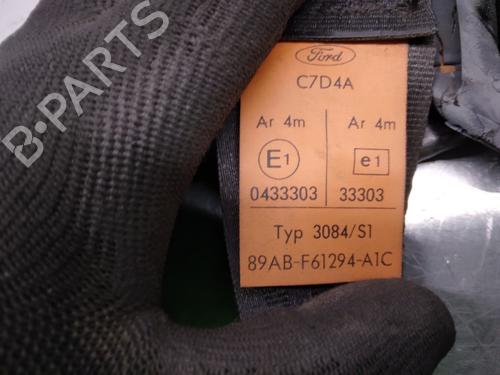 B-PARTS
Ford
C7D4A
Ar 4m Ar 4m
E1 e1
0433303 33303
Typ 3084/S1
89AB-F61294-A1C